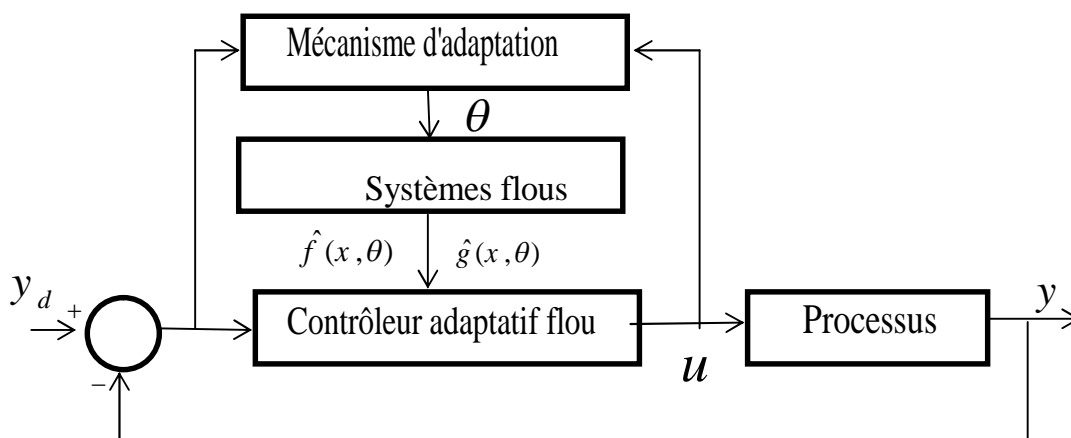 Mécanisme d'adaptation
θ
Systèmes flous
f̂(x,θ) ĝ(x,θ)
y_d + Contrôleur adaptatif flou Processus y
− u